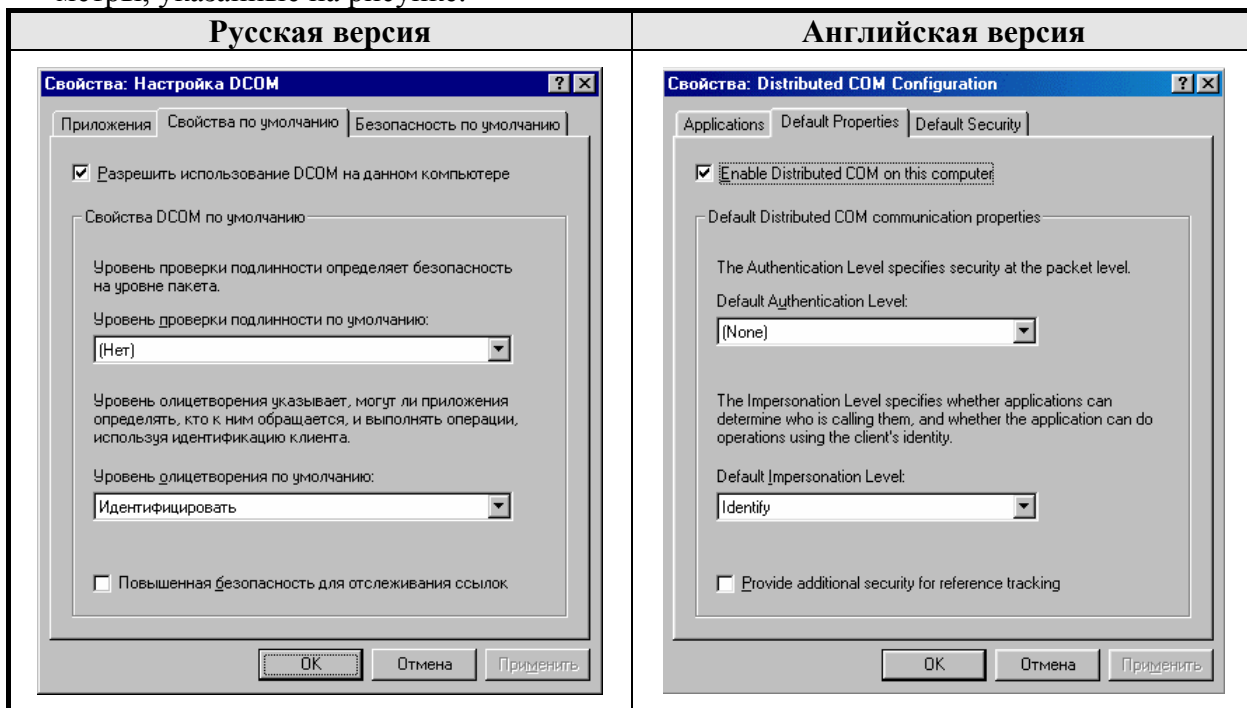 метры, указанные на рисунке.
Русская версия
Английская версия
Свойства: Настройка DCOM
Приложения
Свойства по умолчанию
Безопасность по умолчанию
Разрешить использование DCOM на данном компьютере
Свойства DCOM по умолчанию
Уровень проверки подлинности определяет безопасность
на уровне пакета.
Уровень проверки подлинности по умолчанию:
(Нет)
Уровень олицетворения указывает, могут ли приложения
определять, кто к ним обращается, и выполнять операции,
используя идентификацию клиента.
Уровень олицетворения по умолчанию:
Идентифицировать
Повышенная безопасность для отслеживания ссылок
OK
Отмена
Применить
Свойства: Distributed COM Configuration
Applications
Default Properties
Default Security
Enable Distributed COM on this computer
Default Distributed COM communication properties
The Authentication Level specifies security at the packet level.
Default Authentication Level:
(None)
The Impersonation Level specifies whether applications can
determine who is calling them, and whether the application can do
operations using the client's identity.
Default Impersonation Level:
Identify
Provide additional security for reference tracking
OK
Отмена
Применить